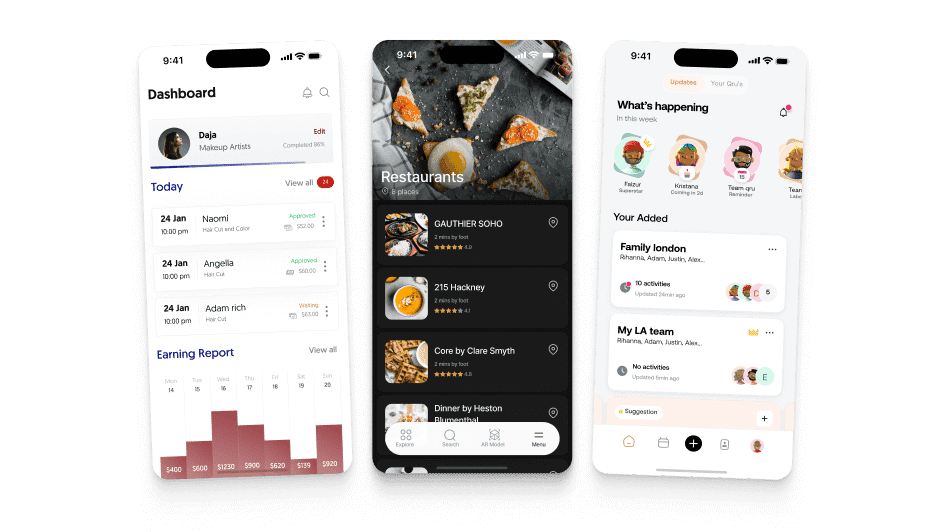 9:41
Dashboard
Daja
Makeup Artists
Edit
Completed 86%
Today
View all
24
24 Jan
10:00 pm
Naomi
Hair Cut and Color
Approved
$52.00
24 Jan
10:00 pm
Angella
Hair Cut
Approved
$60.00
24 Jan
10:00 pm
Adam rich
Hair Cut
Waiting
$63.00
Earning Report
View all
Mon Tue Wed Thu Fri Sat Sun
14 15 16 17 18 19 20
$400 $600 $1230 $900 $620 $139 $920
9:41
Restaurants
8 places
GAUTHIER SOHO
2 mins by foot
4.9
215 Hackney
2 mins by foot
4.1
Core by Clare Smyth
2 mins by foot
4.8
Dinner by Heston
Blumenthal
Explore Search AR Model Menu
9:41
Updates Your Qru's
What's happening
In this week
Faizur
Superstar
Kristana
Coming in 2d
15
Team qru
Reminder
Your Added
Family london
Rihanna, Adam, Justin, Alex...
10 activities
Updated 24min ago
5
My LA team
Rihanna, Adam, Justin, Alex...
No activities
Updated 6min ago
E
Suggestion